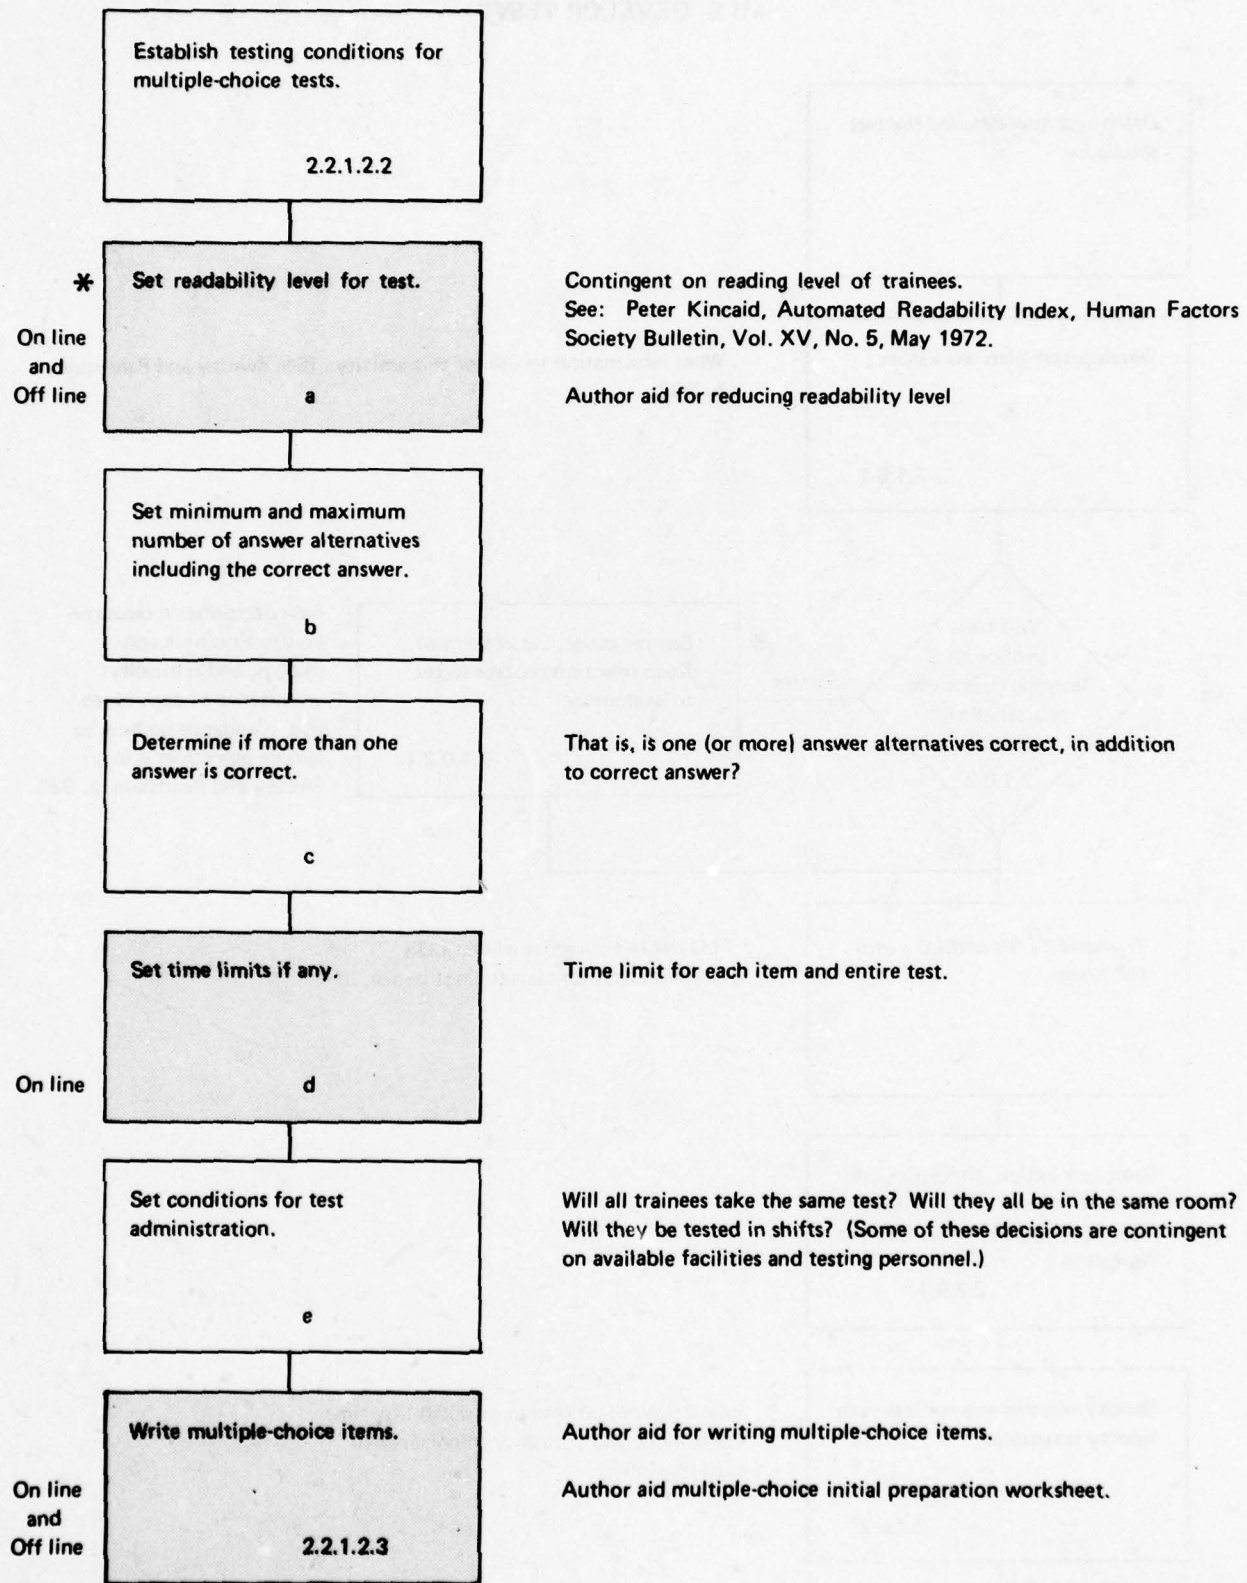 Establish testing conditions for
multiple-choice tests.
2.2.1.2.2
*
Set readability level for test.
On line
and
Off line
a
Contingent on reading level of trainees.
See: Peter Kincaid, Automated Readability Index, Human Factors
Society Bulletin, Vol. XV, No. 5, May 1972.
Author aid for reducing readability level
Set minimum and maximum
number of answer alternatives
including the correct answer.
b
Determine if more than one
answer is correct.
c
That is, is one (or more) answer alternatives correct, in addition
to correct answer?
Set time limits if any.
On line
d
Time limit for each item and entire test.
Set conditions for test
administration.
e
Will all trainees take the same test? Will they all be in the same room?
Will they be tested in shifts? (Some of these decisions are contingent
on available facilities and testing personnel.)
Write multiple-choice items.
On line
and
Off line
2.2.1.2.3
Author aid for writing multiple-choice items.
Author aid multiple-choice initial preparation worksheet.